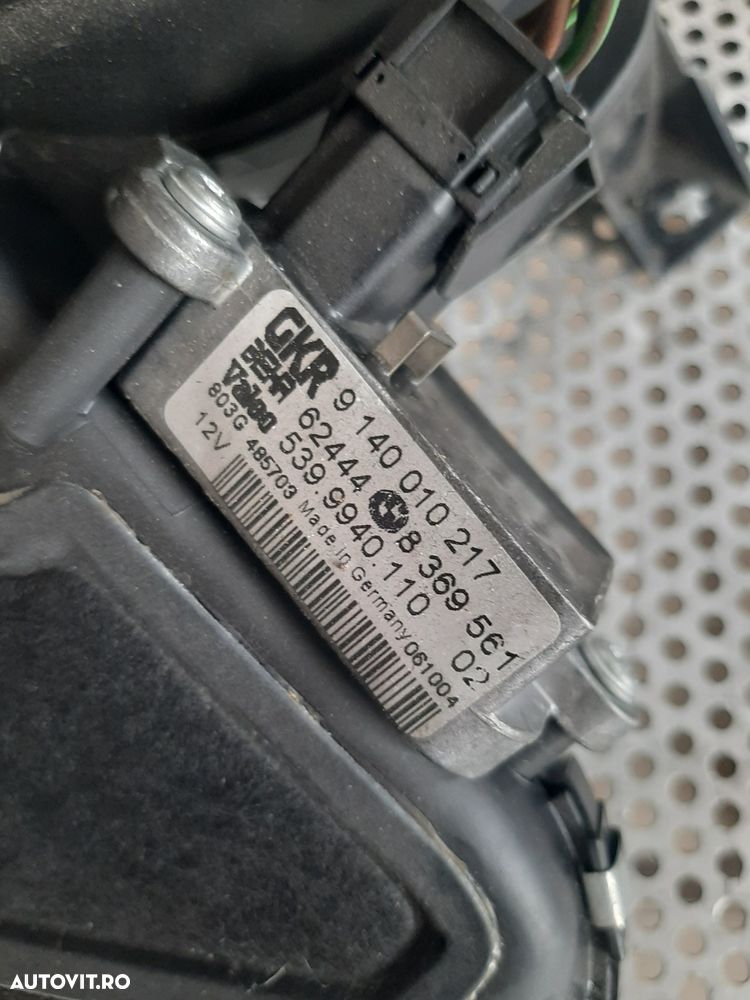 GKR 9 140 010 217
BEHR 62444 8 369 561
Valeo 539.9940.110 02
803G 485703 Made in Germany 061004
12V
AUTOVIT.RO